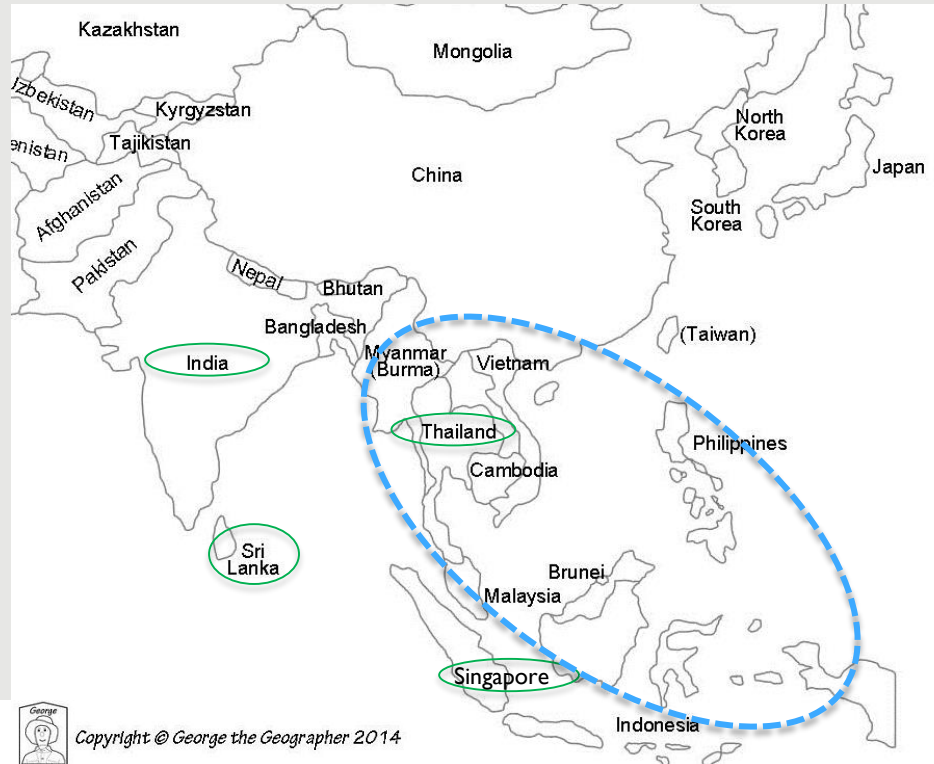 Kazakhstan
Mongolia
Izbekistan
Kyrgyzstan
enistan
Tajikistan
North
Korea
China
Japan
Afghanistan
South
Korea
Pakistan
Nepal
Bhutan
Bangladesh
(Taiwan)
Myanmar
(Burma)
Vietnam
India
Thailand
Philippines
Cambodia
Sri
Lanka
Brunei
Malaysia
Singapore
Indonesia
George
Copyright © George the Geographer 2014